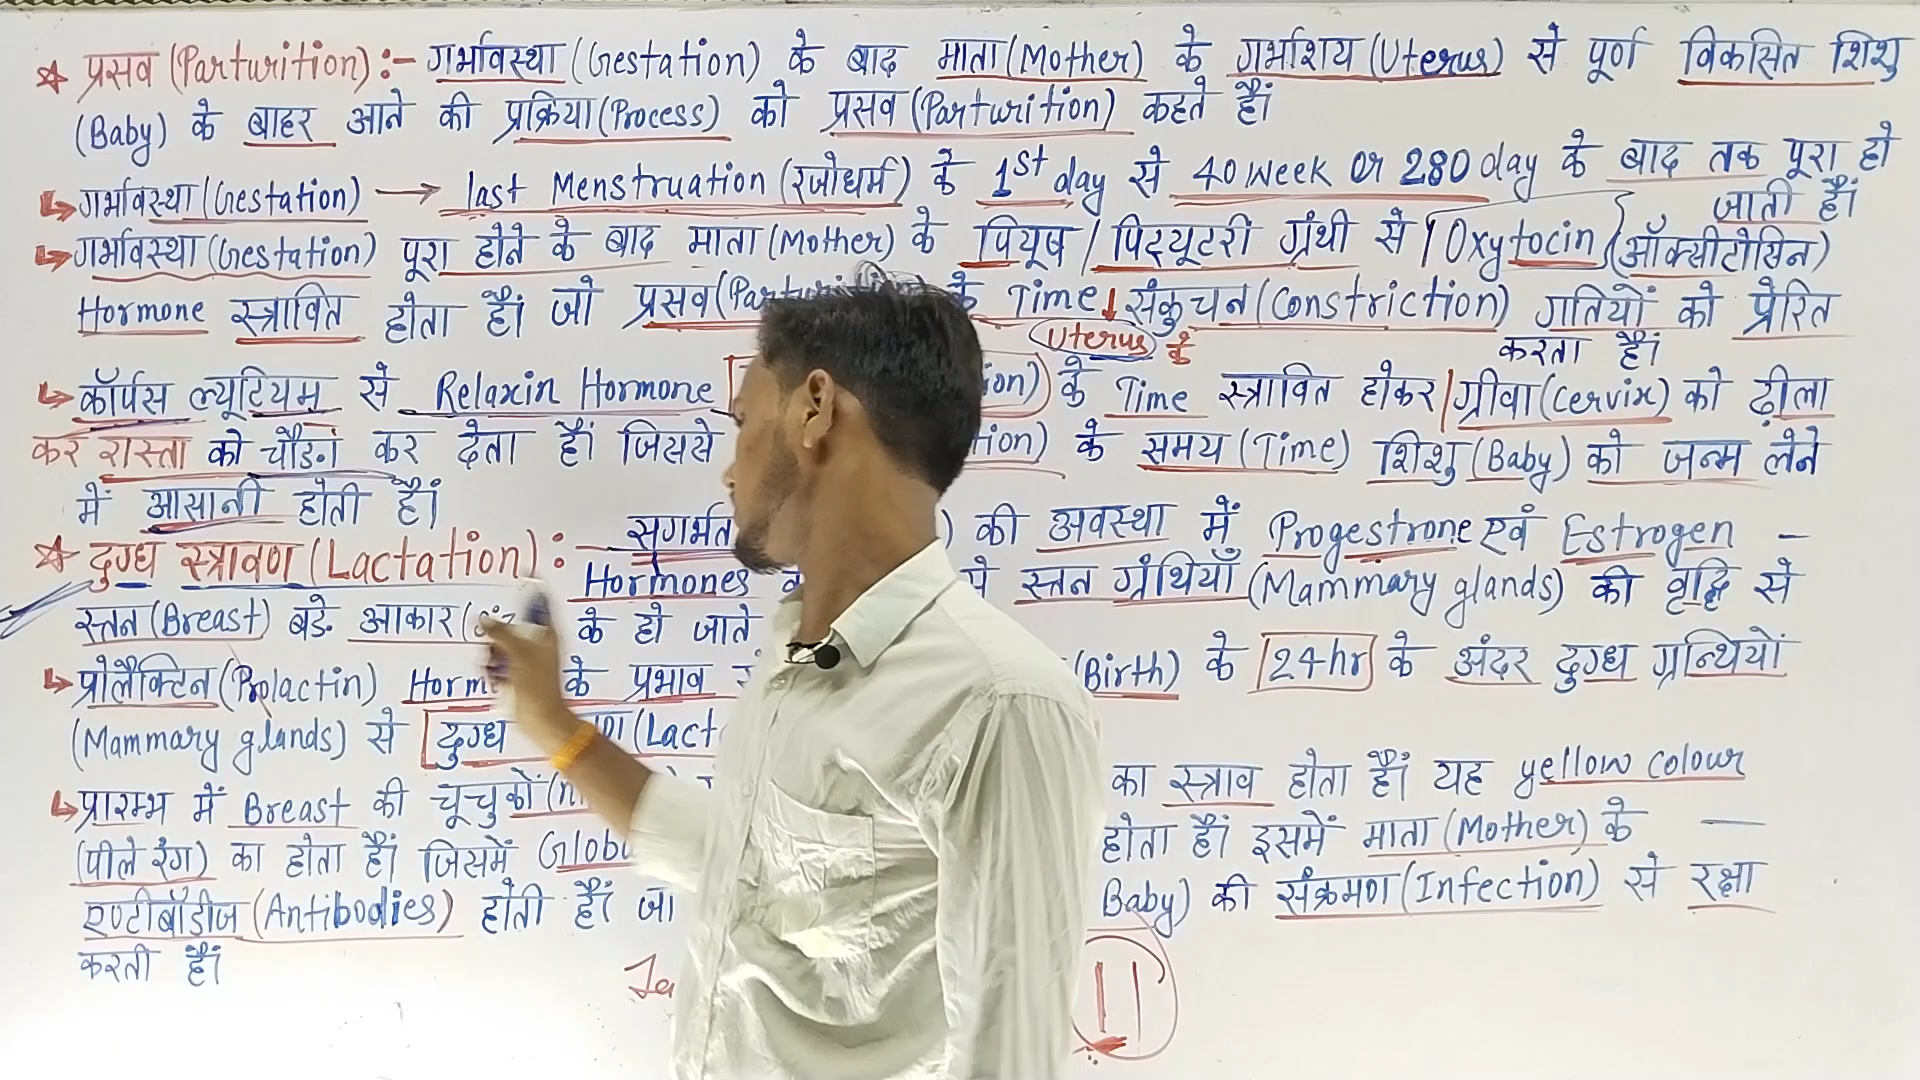 ☆ प्रसव (Parturition) :- गर्भावस्था (Gestation) के बाद माता (Mother) के गर्भाशय (Uterus) से पूर्ण विकसित शिशु
(Baby) के बाहर आने की प्रक्रिया (Process) को प्रसव (Parturition) कहते हैं।
↳ गर्भावस्था (Gestation) → last Menstruation (रजोधर्म) के 1st day से 40 Week or 280 day के बाद तक पूरा हो
जाती हैं।
↳ गर्भावस्था (Gestation) पूरा होने के बाद माता (Mother) के पियूष / पिट्यूटरी ग्रंथी से Oxytocin (ऑक्सीटोसिन)
Hormone स्त्रावित होता हैं। जो प्रसव के Time ↓ संकुचन (Constriction) गतियों को प्रेरित
Uterus के
करता हैं।
↳ कॉर्पस ल्यूटियम से Relaxin Hormone के Time स्त्रावित होकर ग्रीवा (Cervix) को ढ़ीला
कर रास्ता को चौड़ा कर देता हैं। जिससे के समय (Time) शिशु (Baby) को जन्म लेने
में आसानी होती हैं।
☆ दुग्ध स्त्रावण (Lactation) :- की अवस्था में Progestrone एवं Estrogen -
Hormones स्तन ग्रंथियाँ (Mammary glands) की वृद्धि से
स्तन (Breast) बड़े आकार के हो जाते
↳ प्रोलैक्टिन (Prolactin) के प्रभाव (Birth) के 24 hr के अंदर दुग्ध ग्रन्थियों
(Mammary glands) से दुग्ध
↳ प्रारम्भ में Breast की चूचुकों का स्त्राव होता हैं। यह yellow colour
(पीले रंग) का होता हैं। जिसमें होता हैं। इसमें माता (Mother) के —
एण्टीबॉडीज (Antibodies) होती हैं। Baby) की संक्रमण (Infection) से रक्षा
करती हैं।
11